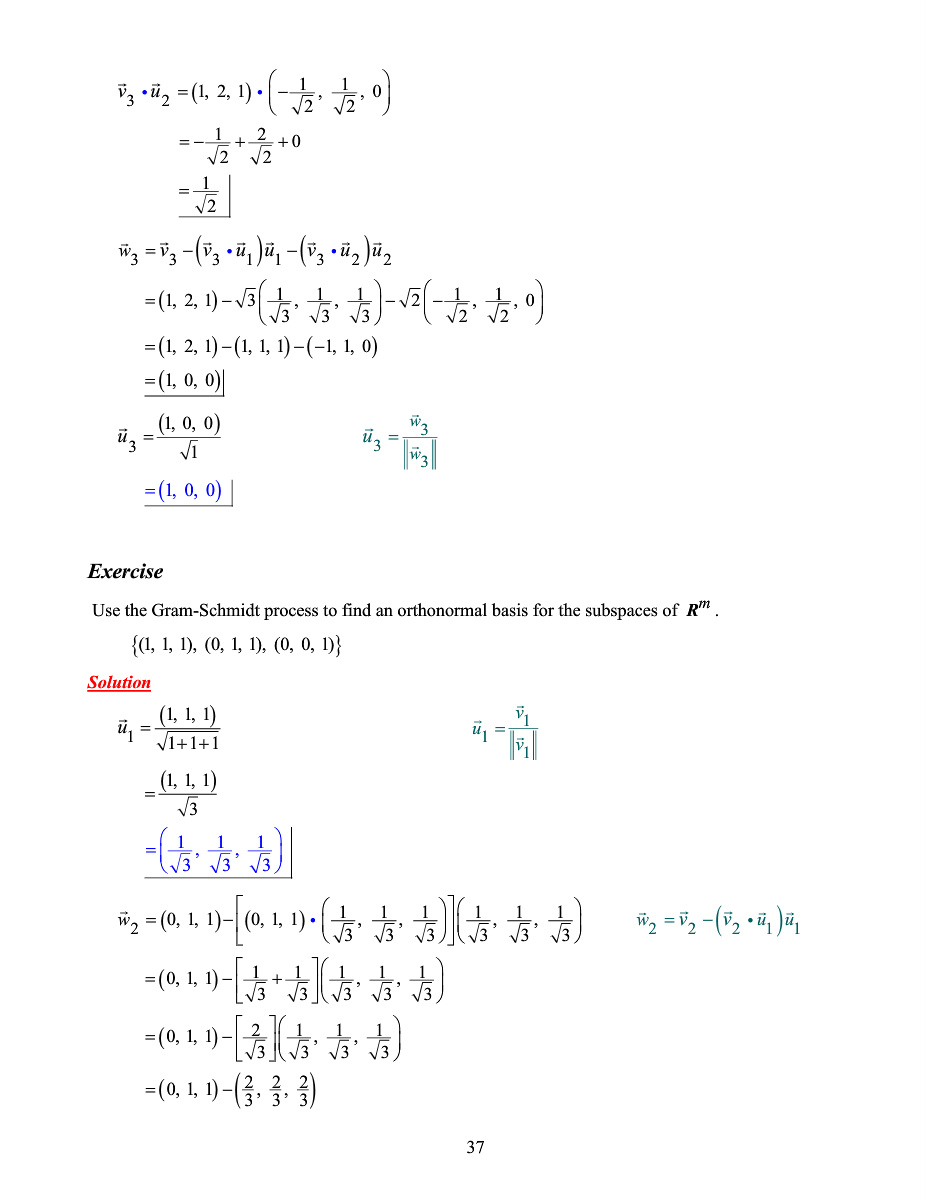 $\vec{v}_3 \bullet \vec{u}_2 = (1, 2, 1) \bullet \left(-\frac{1}{\sqrt{2}}, \frac{1}{\sqrt{2}}, 0\right)$
$= -\frac{1}{\sqrt{2}} + \frac{2}{\sqrt{2}} + 0$
$= \frac{1}{\sqrt{2}}$
$\vec{w}_3 = \vec{v}_3 - (\vec{v}_3 \bullet \vec{u}_1)\vec{u}_1 - (\vec{v}_3 \bullet \vec{u}_2)\vec{u}_2$
$= (1, 2, 1) - \sqrt{3}\left(\frac{1}{\sqrt{3}}, \frac{1}{\sqrt{3}}, \frac{1}{\sqrt{3}}\right) - \sqrt{2}\left(-\frac{1}{\sqrt{2}}, \frac{1}{\sqrt{2}}, 0\right)$
$= (1, 2, 1) - (1, 1, 1) - (-1, 1, 0)$
$= (1, 0, 0)$
$\vec{u}_3 = \frac{(1, 0, 0)}{\sqrt{1}}$ $\vec{u}_3 = \frac{\vec{w}_3}{\|\vec{w}_3\|}$
$= (1, 0, 0)$
Exercise
Use the Gram-Schmidt process to find an orthonormal basis for the subspaces of $R^m$.
{(1, 1, 1), (0, 1, 1), (0, 0, 1)}
Solution
$\vec{u}_1 = \frac{(1, 1, 1)}{\sqrt{1+1+1}}$ $\vec{u}_1 = \frac{\vec{v}_1}{\|\vec{v}_1\|}$
$= \frac{(1, 1, 1)}{\sqrt{3}}$
$= \left(\frac{1}{\sqrt{3}}, \frac{1}{\sqrt{3}}, \frac{1}{\sqrt{3}}\right)$
$\vec{w}_2 = (0, 1, 1) - \left[(0, 1, 1) \bullet \left(\frac{1}{\sqrt{3}}, \frac{1}{\sqrt{3}}, \frac{1}{\sqrt{3}}\right)\right]\left(\frac{1}{\sqrt{3}}, \frac{1}{\sqrt{3}}, \frac{1}{\sqrt{3}}\right)$ $\vec{w}_2 = \vec{v}_2 - (\vec{v}_2 \bullet \vec{u}_1)\vec{u}_1$
$= (0, 1, 1) - \left[\frac{1}{\sqrt{3}} + \frac{1}{\sqrt{3}}\right]\left(\frac{1}{\sqrt{3}}, \frac{1}{\sqrt{3}}, \frac{1}{\sqrt{3}}\right)$
$= (0, 1, 1) - \left[\frac{2}{\sqrt{3}}\right]\left(\frac{1}{\sqrt{3}}, \frac{1}{\sqrt{3}}, \frac{1}{\sqrt{3}}\right)$
$= (0, 1, 1) - \left(\frac{2}{3}, \frac{2}{3}, \frac{2}{3}\right)$
37